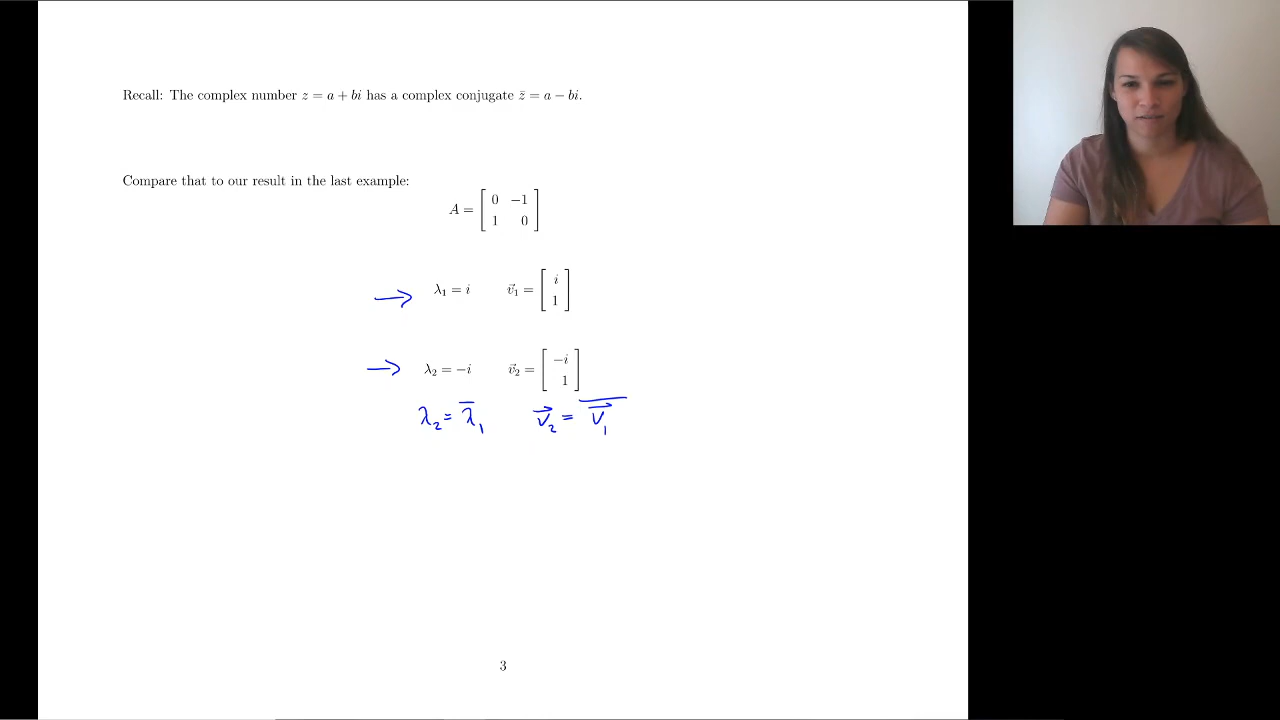 Recall: The complex number z = a + bi has a complex conjugate z̄ = a − bi.
Compare that to our result in the last example:
A = [ 0 −1 ; 1 0 ]
→ λ₁ = i v⃗₁ = [ i ; 1 ]
→ λ₂ = −i v⃗₂ = [ −i ; 1 ]
λ₂ = λ̄₁ v⃗₂ = \overline{v⃗₁}
3